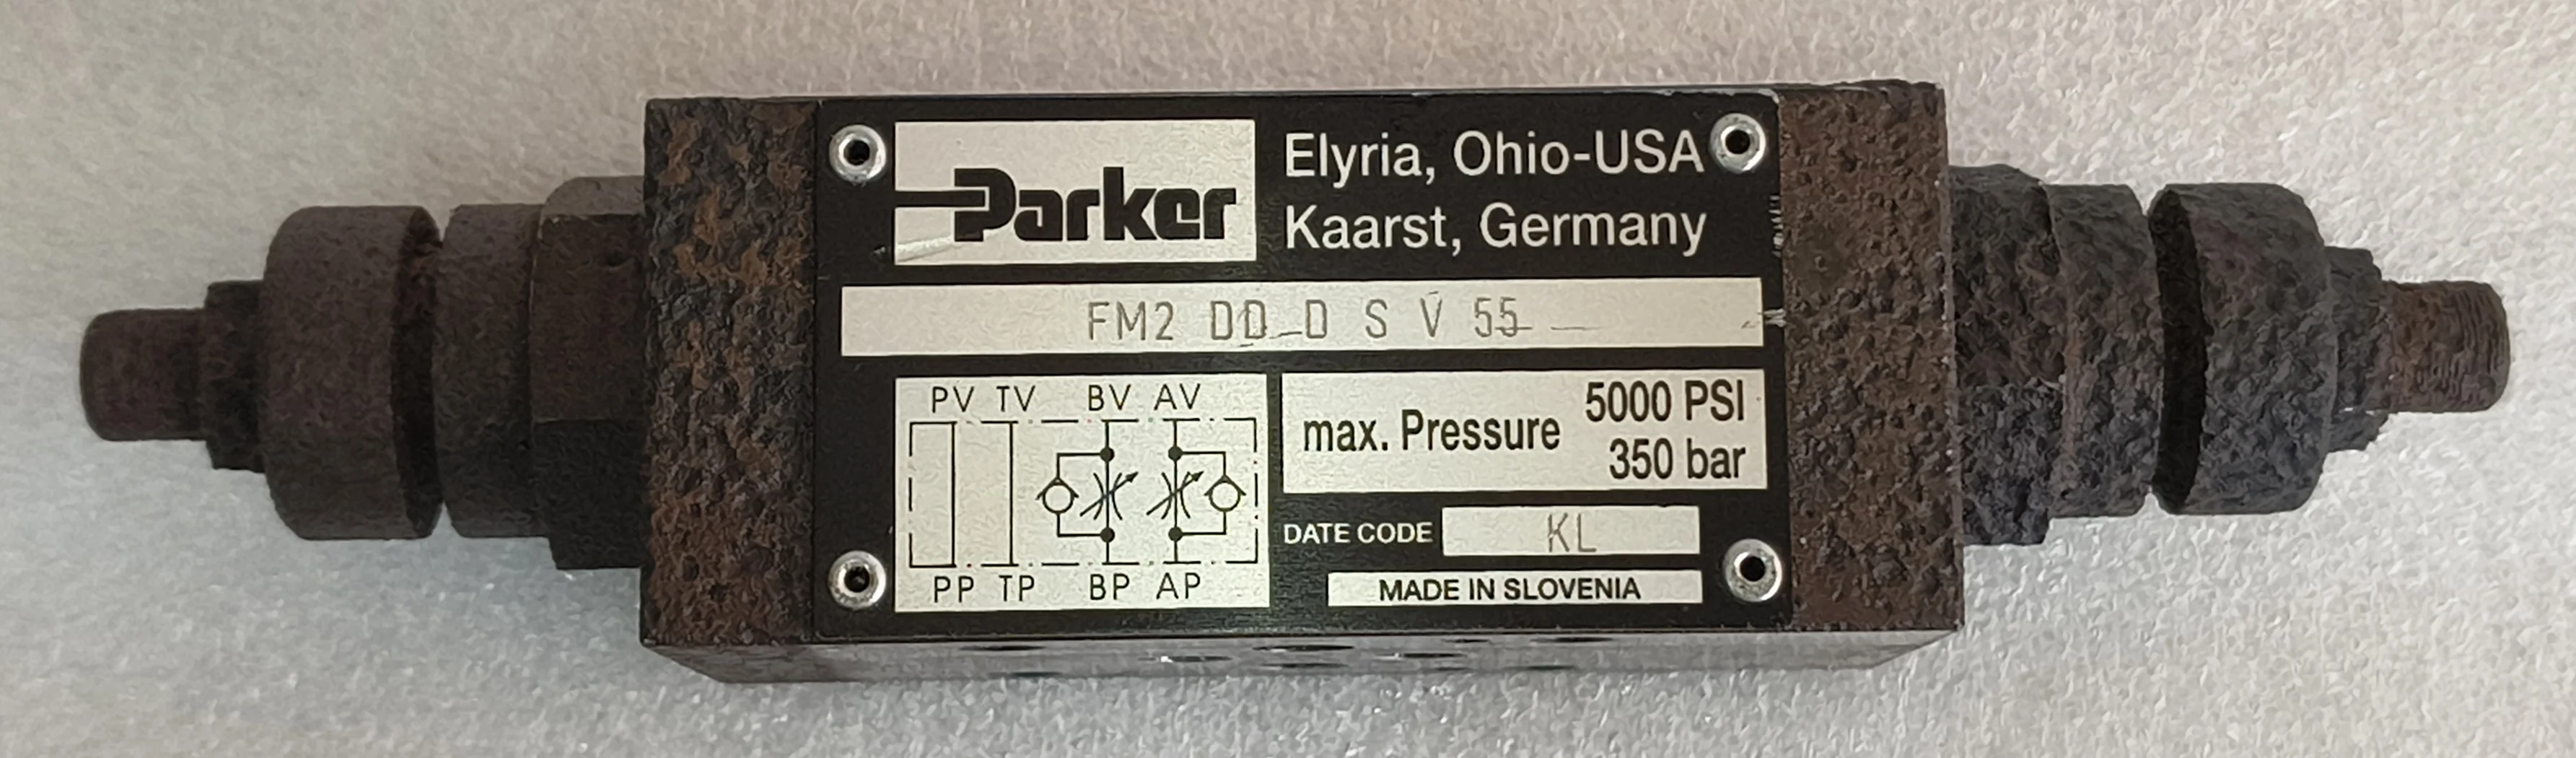 Parker
Elyria, Ohio-USA
Kaarst, Germany
FM2 DD D S V 55
PV TV BV AV
PP TP BP AP
max. Pressure 5000 PSI
350 bar
DATE CODE KL
MADE IN SLOVENIA